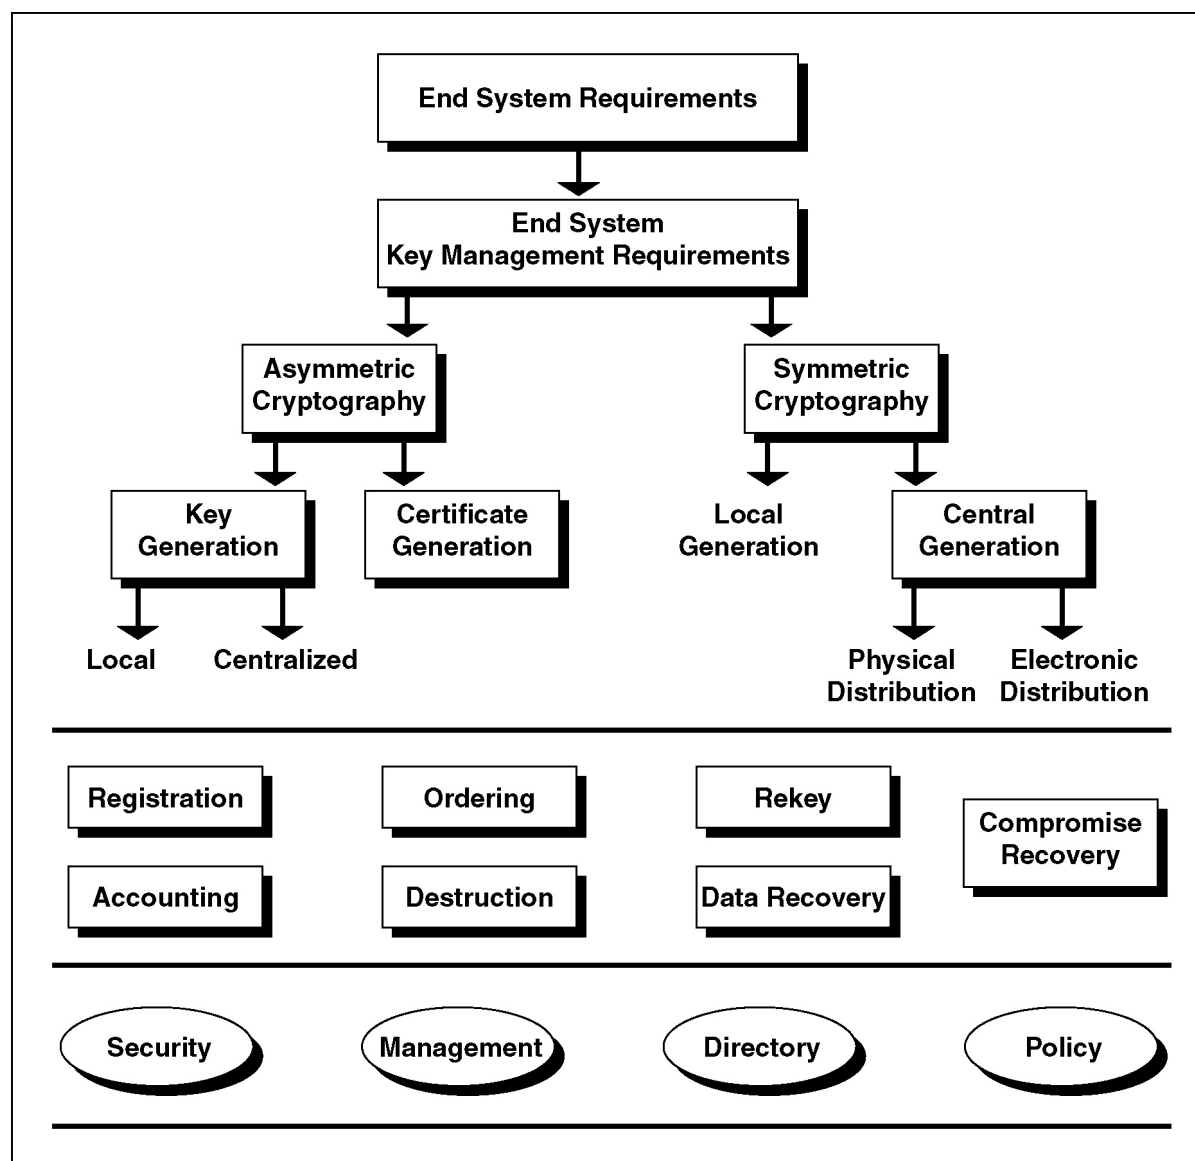 End System Requirements
End System
Key Management Requirements
Asymmetric
Cryptography
Symmetric
Cryptography
Key
Generation
Certificate
Generation
Local
Generation
Central
Generation
Local
Centralized
Physical
Distribution
Electronic
Distribution
Registration
Ordering
Rekey
Compromise
Recovery
Accounting
Destruction
Data Recovery
Security
Management
Directory
Policy